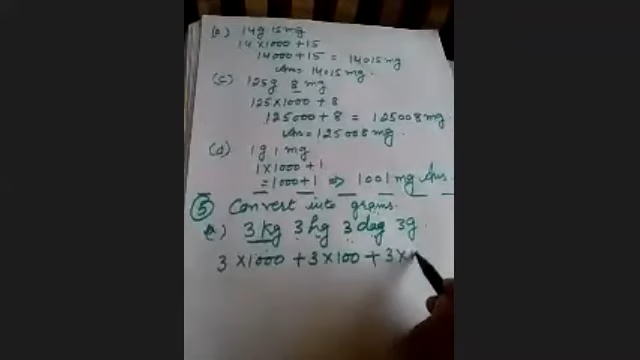 (b) 14g 15mg
14 × 1000 + 15
14000 + 15 = 14015 mg
Ans = 14015 mg.
(c) 125g 8 mg
125 × 1000 + 8
125000 + 8 = 125008 mg.
Ans = 125008 mg.
(d) 1g 1 mg
1 × 1000 + 1
= 1000 + 1 ⇒ 1001 mg Ans.
5 Convert into grams.
a) 3 kg 3 hg 3 dag 3g.
3 × 1000 + 3 × 100 + 3 ×